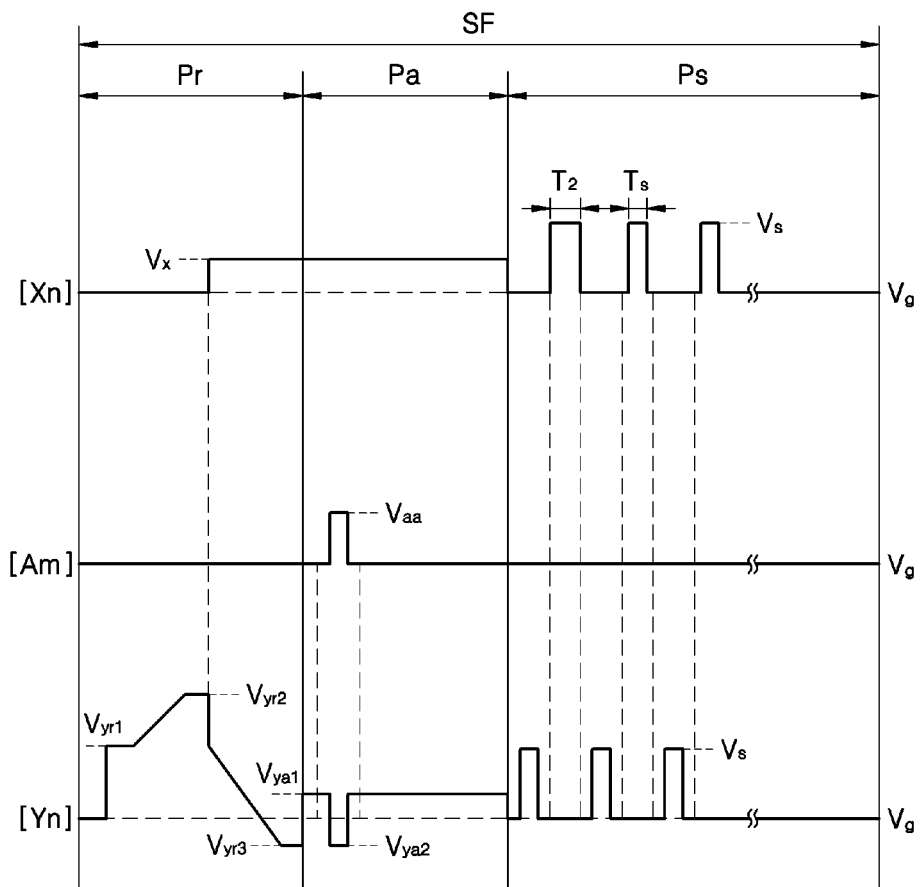 SF
Pr Pa Ps
T2 Ts
Vs
Vx
[Xn] Vg
Vaa
[Am] Vg
Vyr2
Vyr1
Vs
Vya1
[Yn] Vg
Vyr3 Vya2